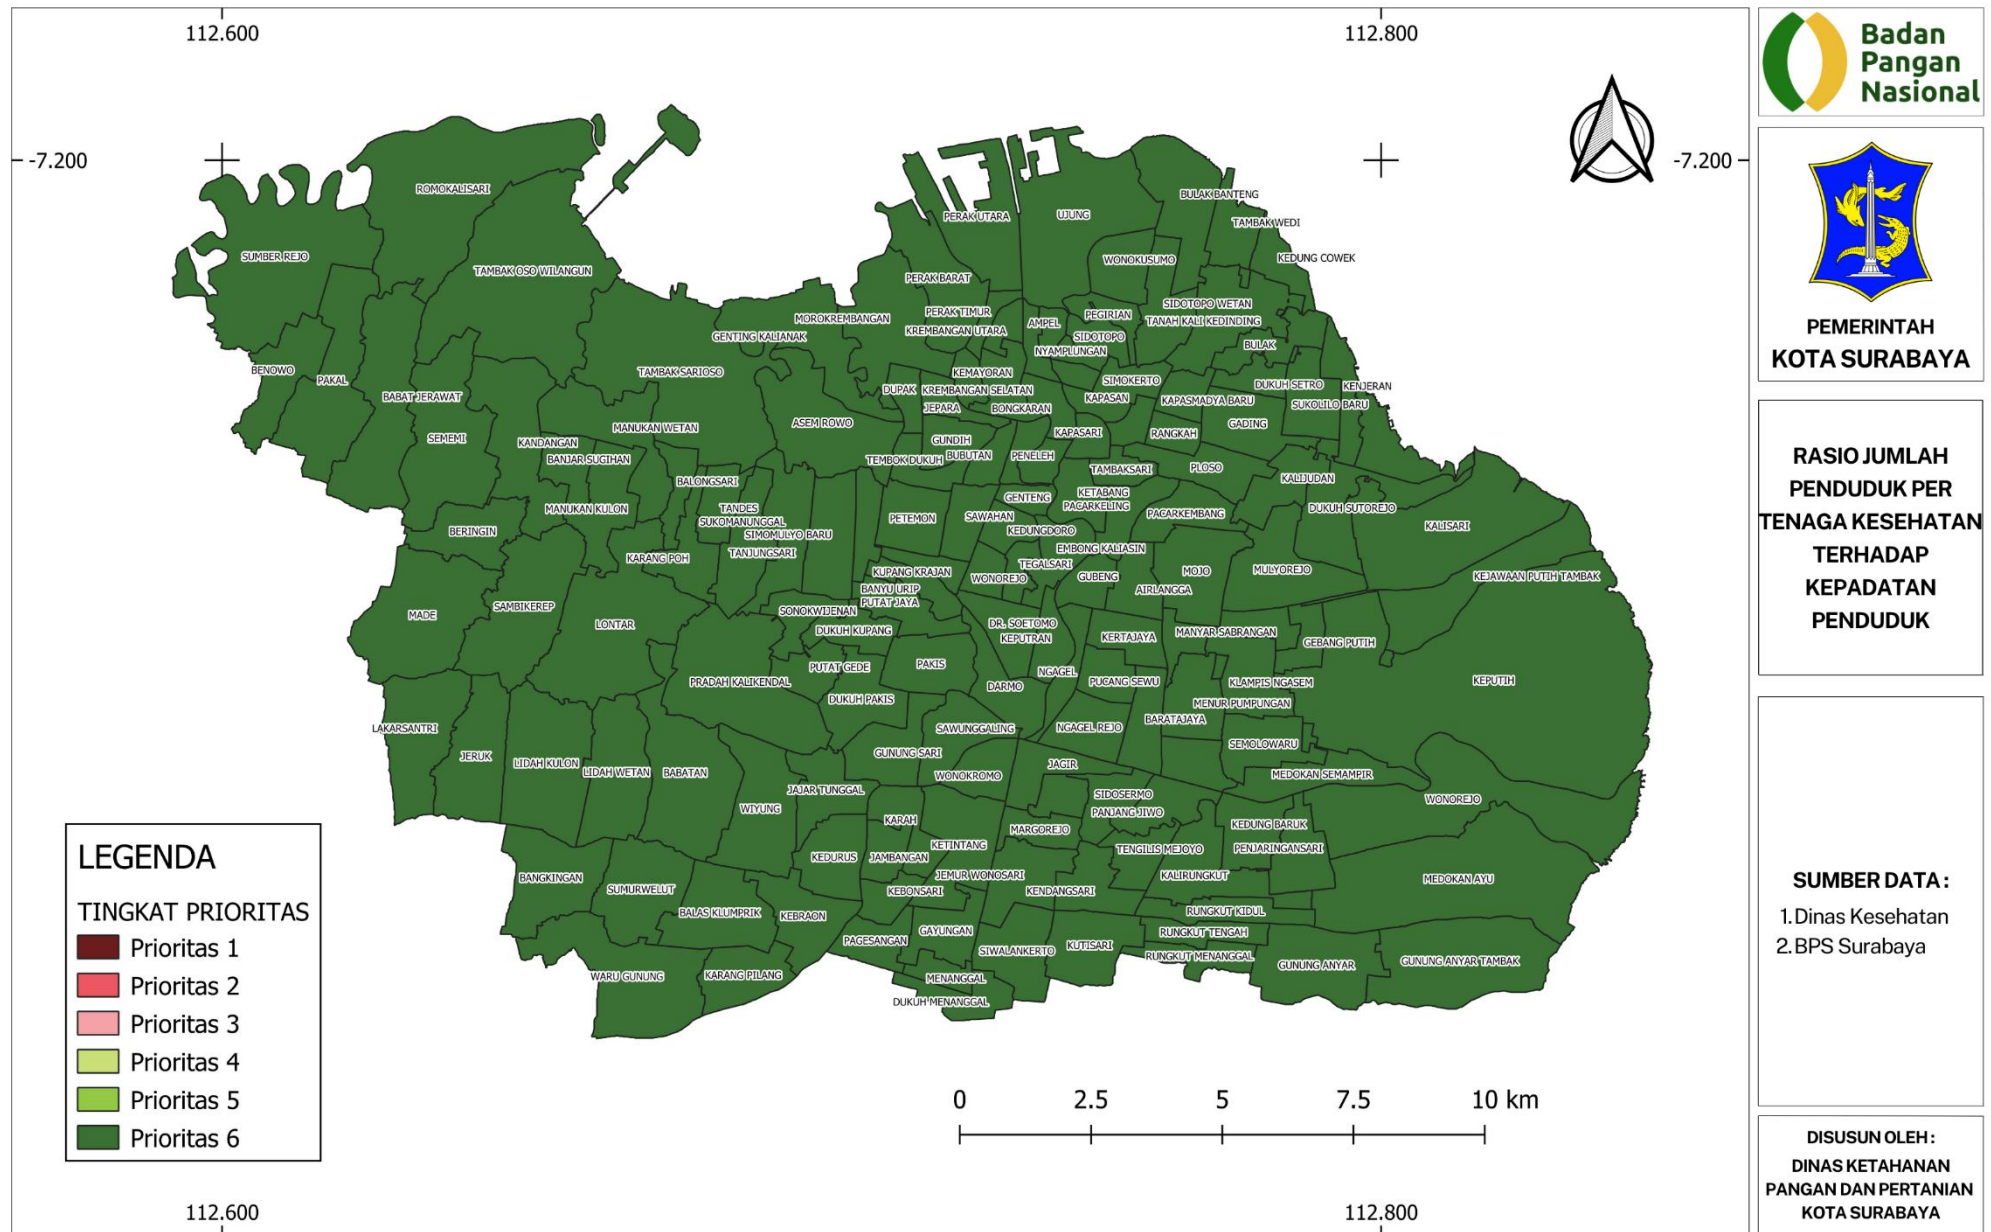 112.600
112.800
-7.200
-7.200
ROMOKALISARI
BULAK BANTENG
PERAK UTARA
UJUNG
TAMBAK WEDI
SUMBER REJO
TAMBAK OSO WILANGUN
WONOKUSUMO
KEDUNG COWEK
PERAK BARAT
SIDOTOPO WETAN
PERAK TIMUR
PEGIRIAN
MOROKREMBANGAN
KREMBANGAN UTARA
AMPEL
TANAH KALI KEDINDING
GENTING KALIANAK
SIDOTOPO
NYAMPLUNGAN
BULAK
BENOWO
PAKAL
TAMBAK SARIOSO
KEMAYORAN
SIMOKERTO
BABAT JERAWAT
DUPAK
KREMBANGAN SELATAN
KAPASAN
DUKUH SETRO
KENJERAN
JEPARA
BONGKARAN
KAPASMADYA BARU
SUKOLILO BARU
ASEM ROWO
GADING
MANUKAN WETAN
SEMEMI
KANDANGAN
GUNDIH
KAPASARI
RANGKAH
BANJAR SUGIHAN
TEMBOK DUKUH
BUBUTAN
PENELEH
TAMBAKSARI
PLOSO
BALONGSARI
KALIJUDAN
GENTENG
KETABANG
MANUKAN KULON
TANDES
PACARKELING
DUKUH SUTOREJO
SUKOMANUNGGAL
PETEMON
SAWAHAN
PACARKEMBANG
KALISARI
BERINGIN
SIMOMULYO BARU
KEDUNGDORO
KARANG POH
TANJUNGSARI
EMBONG KALIASIN
KUPANG KRAJAN
TEGALSARI
WONOREJO
GUBENG
MOJO
MULYOREJO
KEJAWAAN PUTIH TAMBAK
BANYU URIP
AIRLANGGA
PUTAT JAYA
MADE
SAMBIKEREP
LONTAR
SONOKWIJENAN
DUKUH KUPANG
DR. SOETOMO
KEPUTRAN
KERTAJAYA
MANYAR SABRANGAN
GEBANG PUTIH
PUTAT GEDE
PAKIS
NGAGEL
PRADAH KALIKENDAL
DARMO
PUCANG SEWU
KLAMPIS NGASEM
KEPUTIH
DUKUH PAKIS
MENUR PUMPUNGAN
LAKARSANTRI
SAWUNGGALING
NGAGEL REJO
BARATAJAYA
JERUK
GUNUNG SARI
SEMOLOWARU
LIDAH KULON
LIDAH WETAN
BABATAN
WONOKROMO
JAGIR
MEDOKAN SEMAMPIR
JAJAR TUNGGAL
SIDOSERMO
WONOREJO
WIYUNG
KARAH
PANJANG JIWO
MARGOREJO
KEDUNG BARUK
KETINTANG
TENGILIS MEJOYO
PENJARINGANSARI
KEDURUS
JAMBANGAN
BANGKINGAN
JEMUR WONOSARI
KALIRUNGKUT
MEDOKAN AYU
SUMURWELUT
KEBONSARI
KENDANGSARI
BALAS KLUMPRIK
KEBRAON
RUNGKUT KIDUL
GAYUNGAN
RUNGKUT TENGAH
PAGESANGAN
SIWALANKERTO
KUTISARI
RUNGKUT MENANGGAL
GUNUNG ANYAR
GUNUNG ANYAR TAMBAK
WARU GUNUNG
KARANG PILANG
MENANGGAL
DUKUH MENANGGAL
LEGENDA
TINGKAT PRIORITAS
Prioritas 1
Prioritas 2
Prioritas 3
Prioritas 4
Prioritas 5
Prioritas 6
0 2.5 5 7.5 10 km
112.600
112.800
Badan
Pangan
Nasional
PEMERINTAH
KOTA SURABAYA
RASIO JUMLAH
PENDUDUK PER
TENAGA KESEHATAN
TERHADAP
KEPADATAN
PENDUDUK
SUMBER DATA :
1.Dinas Kesehatan
2.BPS Surabaya
DISUSUN OLEH :
DINAS KETAHANAN
PANGAN DAN PERTANIAN
KOTA SURABAYA